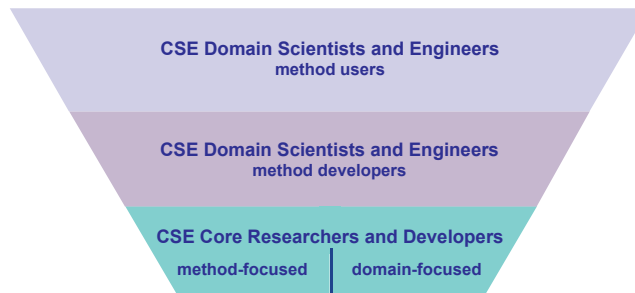 CSE Domain Scientists and Engineers
method users
CSE Domain Scientists and Engineers
method developers
CSE Core Researchers and Developers
method-focused domain-focused